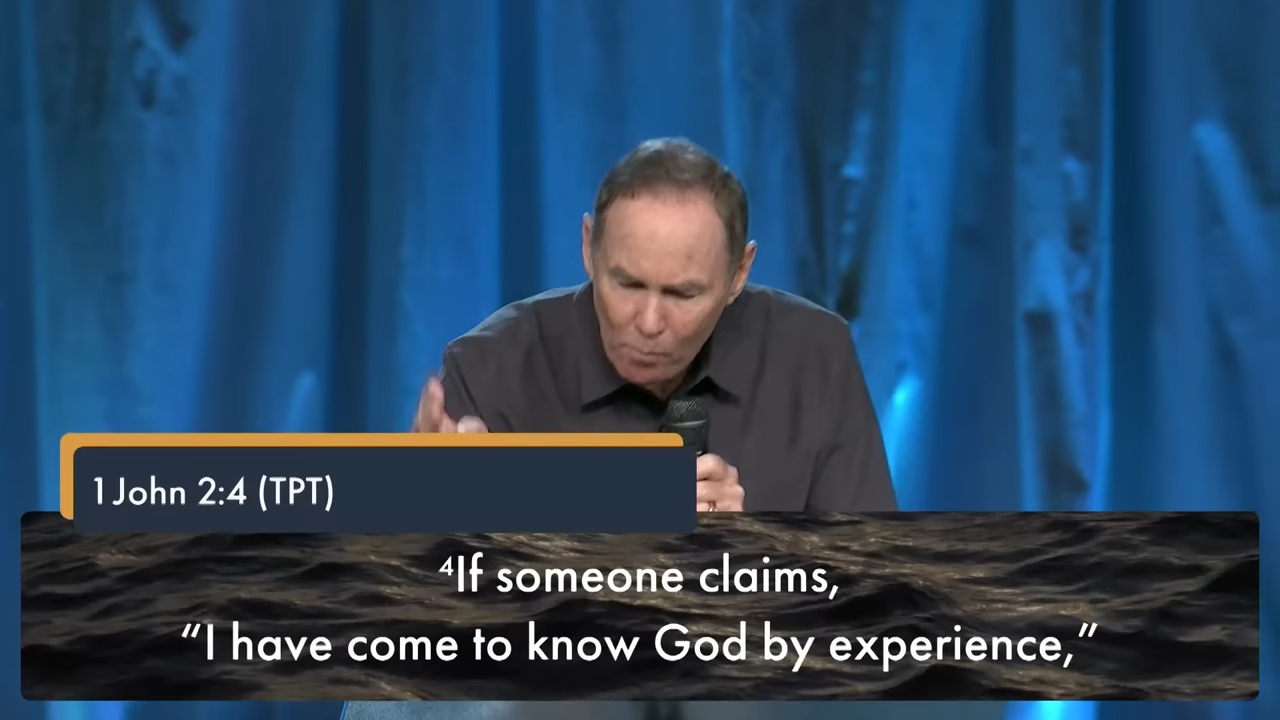 1 John 2:4 (TPT)
⁴If someone claims,
“I have come to know God by experience,”